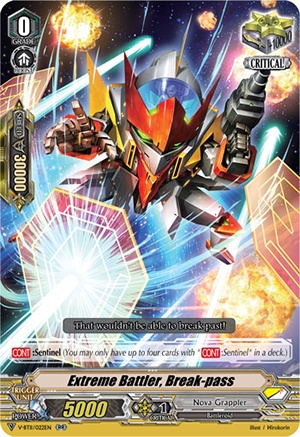 0
GRADE
BOOST
+10000
CRITICAL
SHIELD
30000
That wouldn't be able to break past!
CONT :Sentinel (You may only have up to four cards with "CONT :Sentinel" in a deck.)
Extreme Battler, Break-pass
TRIGGER
UNIT
POWER
5000
1
CRITICAL
Nova Grappler
Battleroid
V-BT11/022EN
Illust / Hirokorin